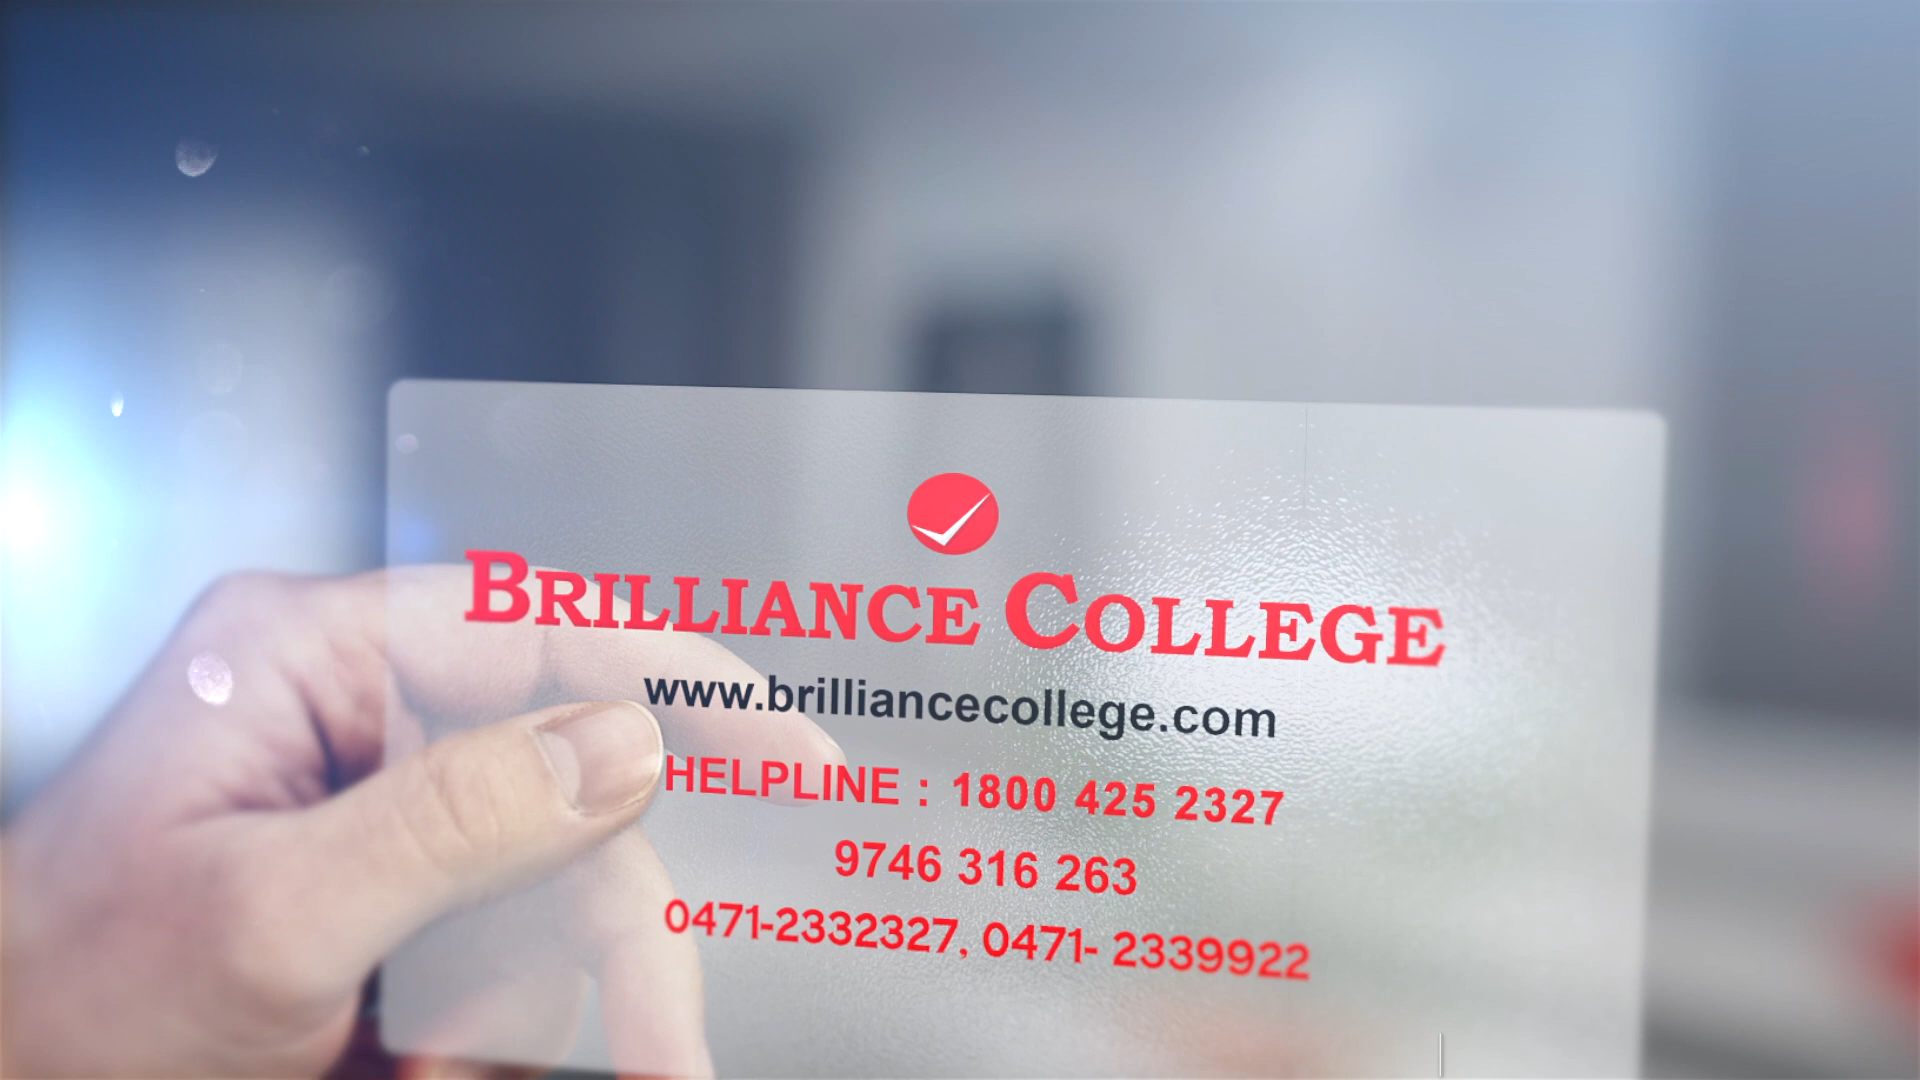 BRILLIANCE COLLEGE
www.brilliancecollege.com
HELPLINE : 1800 425 2327
9746 316 263
0471-2332327, 0471- 2339922